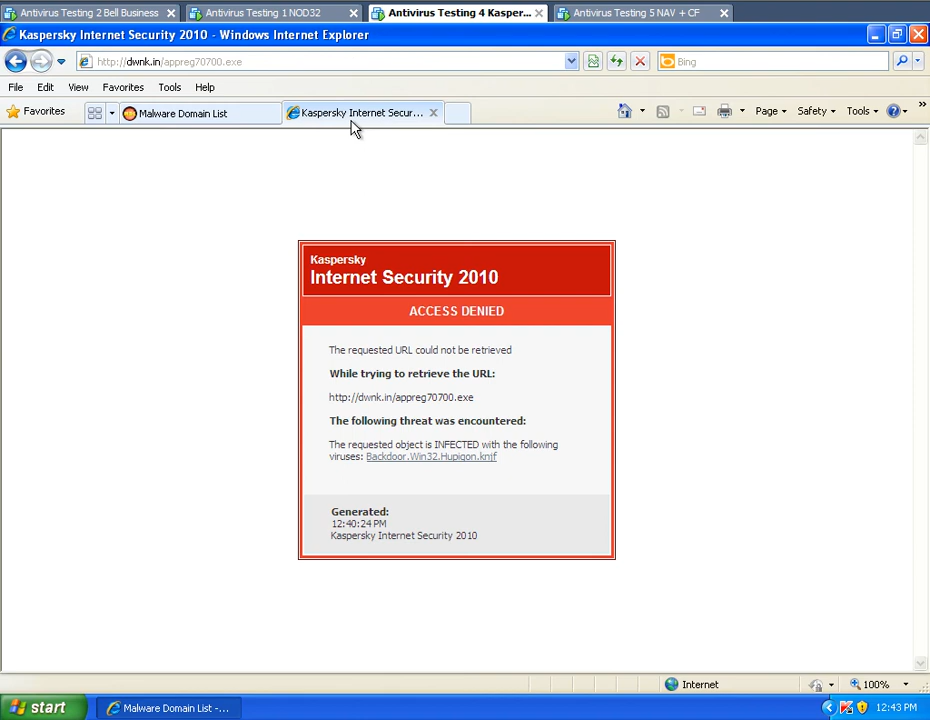 Antivirus Testing 2 Bell Business
Antivirus Testing 1 NOD32
Antivirus Testing 4 Kasper...
Antivirus Testing 5 NAV + CF
Kaspersky Internet Security 2010 - Windows Internet Explorer
http://dwnk.in/appreg70700.exe
Bing
File Edit View Favorites Tools Help
Favorites
Malware Domain List
Kaspersky Internet Secur...
Page
Safety
Tools
Kaspersky
Internet Security 2010
ACCESS DENIED
The requested URL could not be retrieved
While trying to retrieve the URL:
http://dwnk.in/appreg70700.exe
The following threat was encountered:
The requested object is INFECTED with the following
viruses: Backdoor.Win32.Hupigon.knjf
Generated:
12:40:24 PM
Kaspersky Internet Security 2010
Internet
100%
start
Malware Domain List -...
12:43 PM